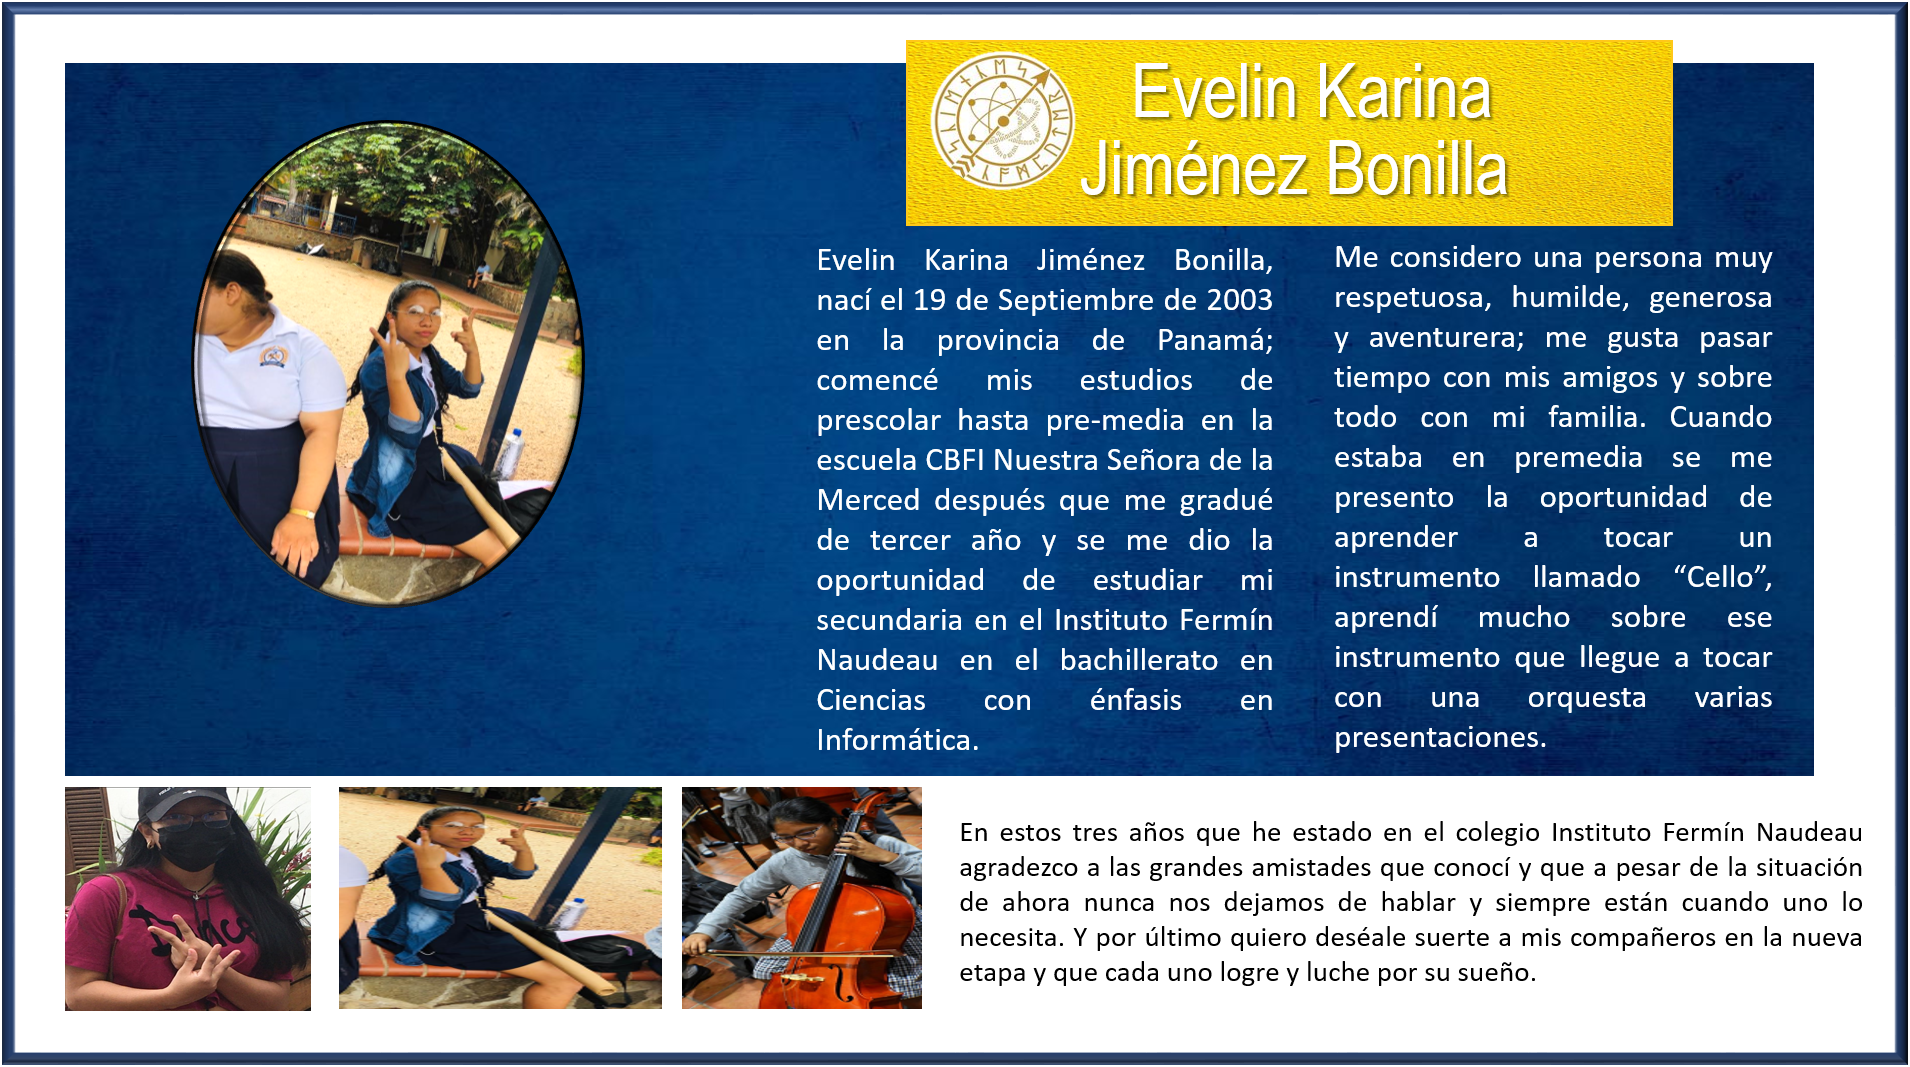 Evelin Karina
Jiménez Bonilla
Evelin Karina Jiménez Bonilla,
nací el 19 de Septiembre de 2003
en la provincia de Panamá;
comencé mis estudios de
prescolar hasta pre-media en la
escuela CBFI Nuestra Señora de la
Merced después que me gradué
de tercer año y se me dio la
oportunidad de estudiar mi
secundaria en el Instituto Fermín
Naudeau en el bachillerato en
Ciencias con énfasis en
Informática.
Me considero una persona muy
respetuosa, humilde, generosa
y aventurera; me gusta pasar
tiempo con mis amigos y sobre
todo con mi familia. Cuando
estaba en premedia se me
presento la oportunidad de
aprender a tocar un
instrumento llamado “Cello”,
aprendí mucho sobre ese
instrumento que llegue a tocar
con una orquesta varias
presentaciones.
En estos tres años que he estado en el colegio Instituto Fermín Naudeau
agradezco a las grandes amistades que conocí y que a pesar de la situación
de ahora nunca nos dejamos de hablar y siempre están cuando uno lo
necesita. Y por último quiero deséale suerte a mis compañeros en la nueva
etapa y que cada uno logre y luche por su sueño.